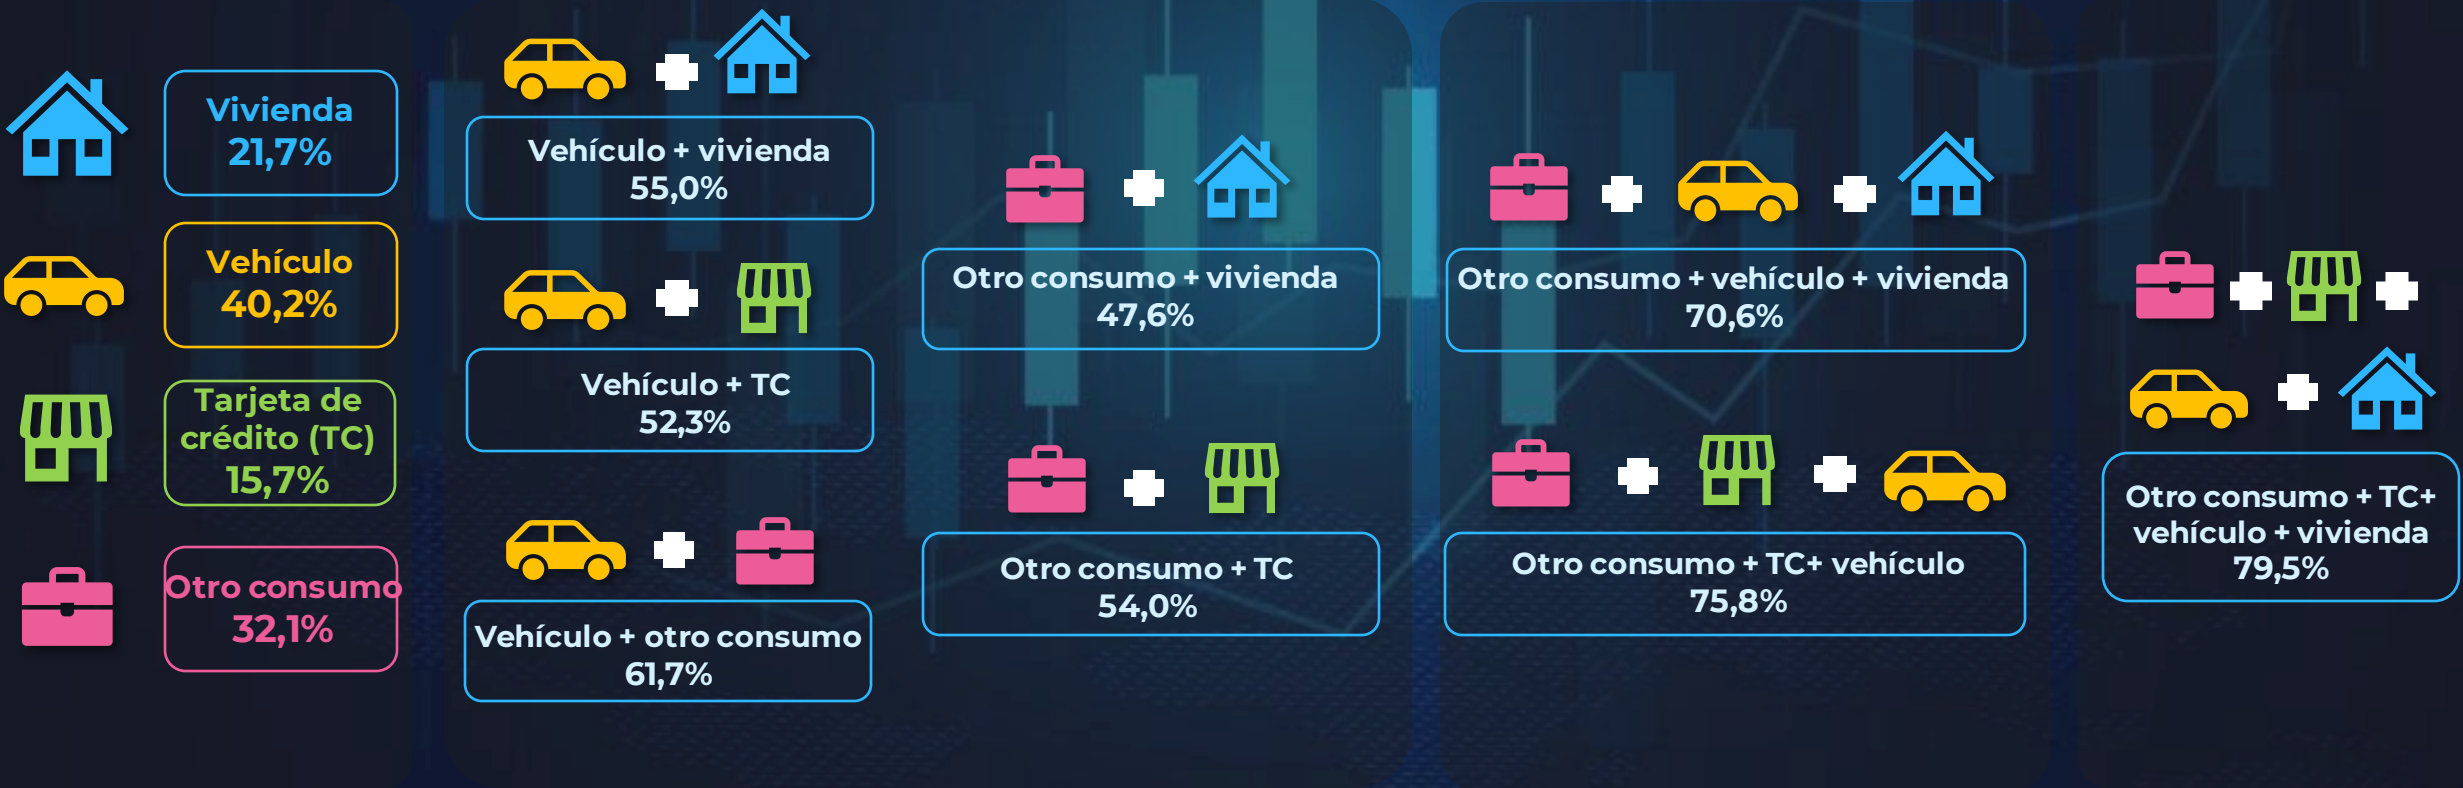 Vivienda
21,7%
Vehículo
40,2%
Tarjeta de
crédito (TC)
15,7%
Otro consumo
32,1%
Vehículo + vivienda
55,0%
Vehículo + TC
52,3%
Vehículo + otro consumo
61,7%
Otro consumo + vivienda
47,6%
Otro consumo + TC
54,0%
Otro consumo + vehículo + vivienda
70,6%
Otro consumo + TC+ vehículo
75,8%
Otro consumo + TC+
vehículo + vivienda
79,5%